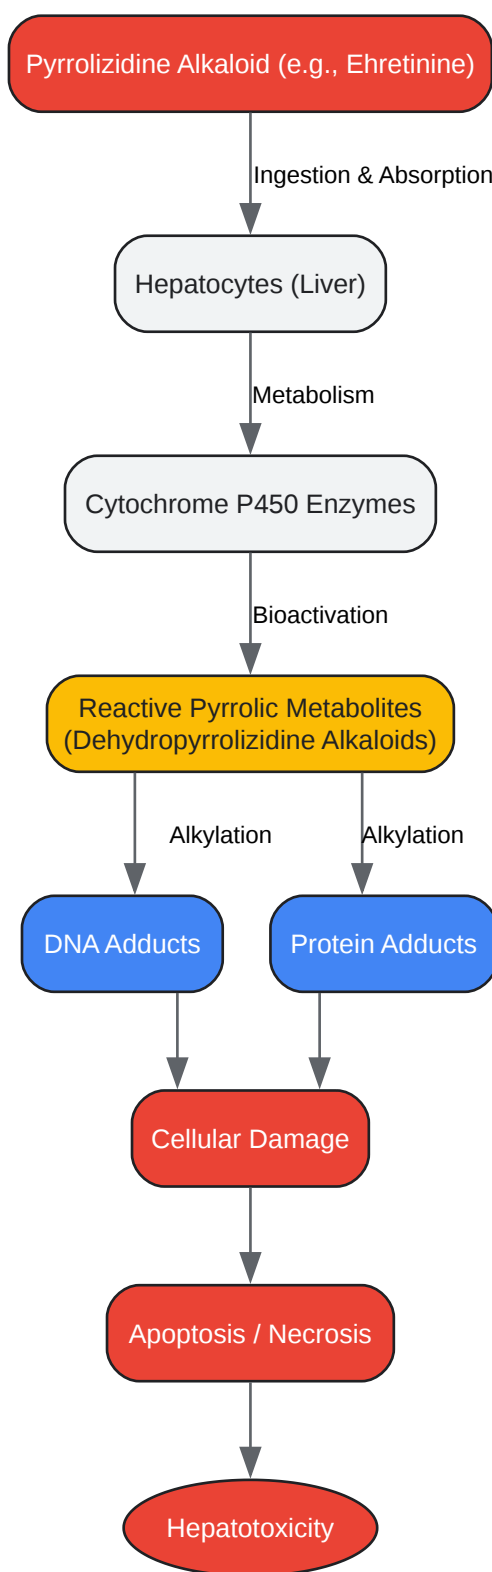 Pyrrolizidine Alkaloid (e.g., Ehretinine)
Ingestion & Absorption
Hepatocytes (Liver)
Metabolism
Cytochrome P450 Enzymes
Bioactivation
Reactive Pyrrolic Metabolites
(Dehydropyrrolizidine Alkaloids)
Alkylation
Alkylation
DNA Adducts
Protein Adducts
Cellular Damage
Apoptosis / Necrosis
Hepatotoxicity